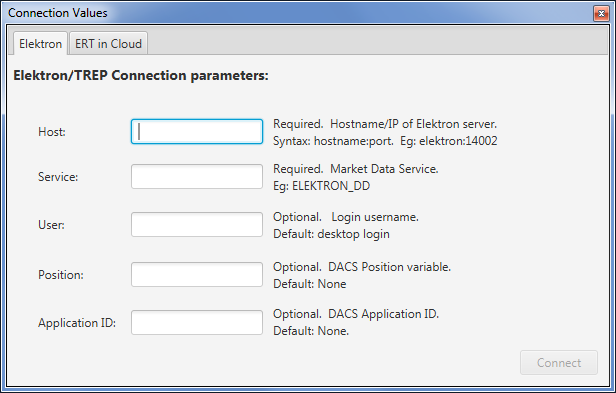 Connection Values
Elektron
ERT in Cloud
Elektron/TREP Connection parameters:
Host:
Required. Hostname/IP of Elektron server.
Syntax: hostname:port. Eg: elektron:14002
Service:
Required. Market Data Service.
Eg: ELEKTRON_DD
User:
Optional. Login username.
Default: desktop login
Position:
Optional. DACS Position variable.
Default: None
Application ID:
Optional. DACS Application ID.
Default: None.
Connect